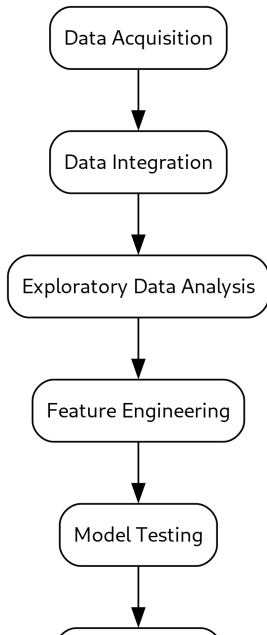 Data Acquisition
Data Integration
Exploratory Data Analysis
Feature Engineering
Model Testing